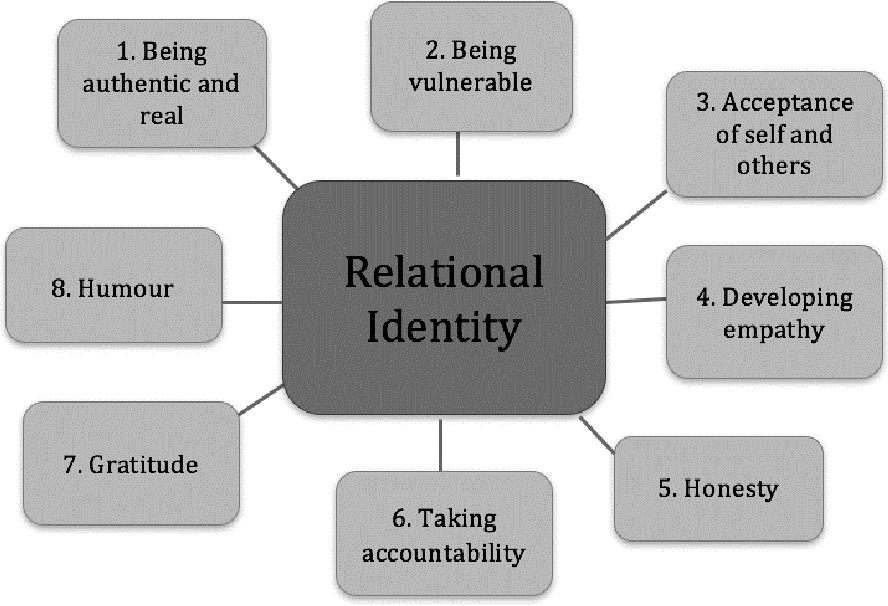 1. Being
authentic and
real
2. Being
vulnerable
3. Acceptance
of self and
others
8. Humour
Relational
Identity
4. Developing
empathy
7. Gratitude
5. Honesty
6. Taking
accountability